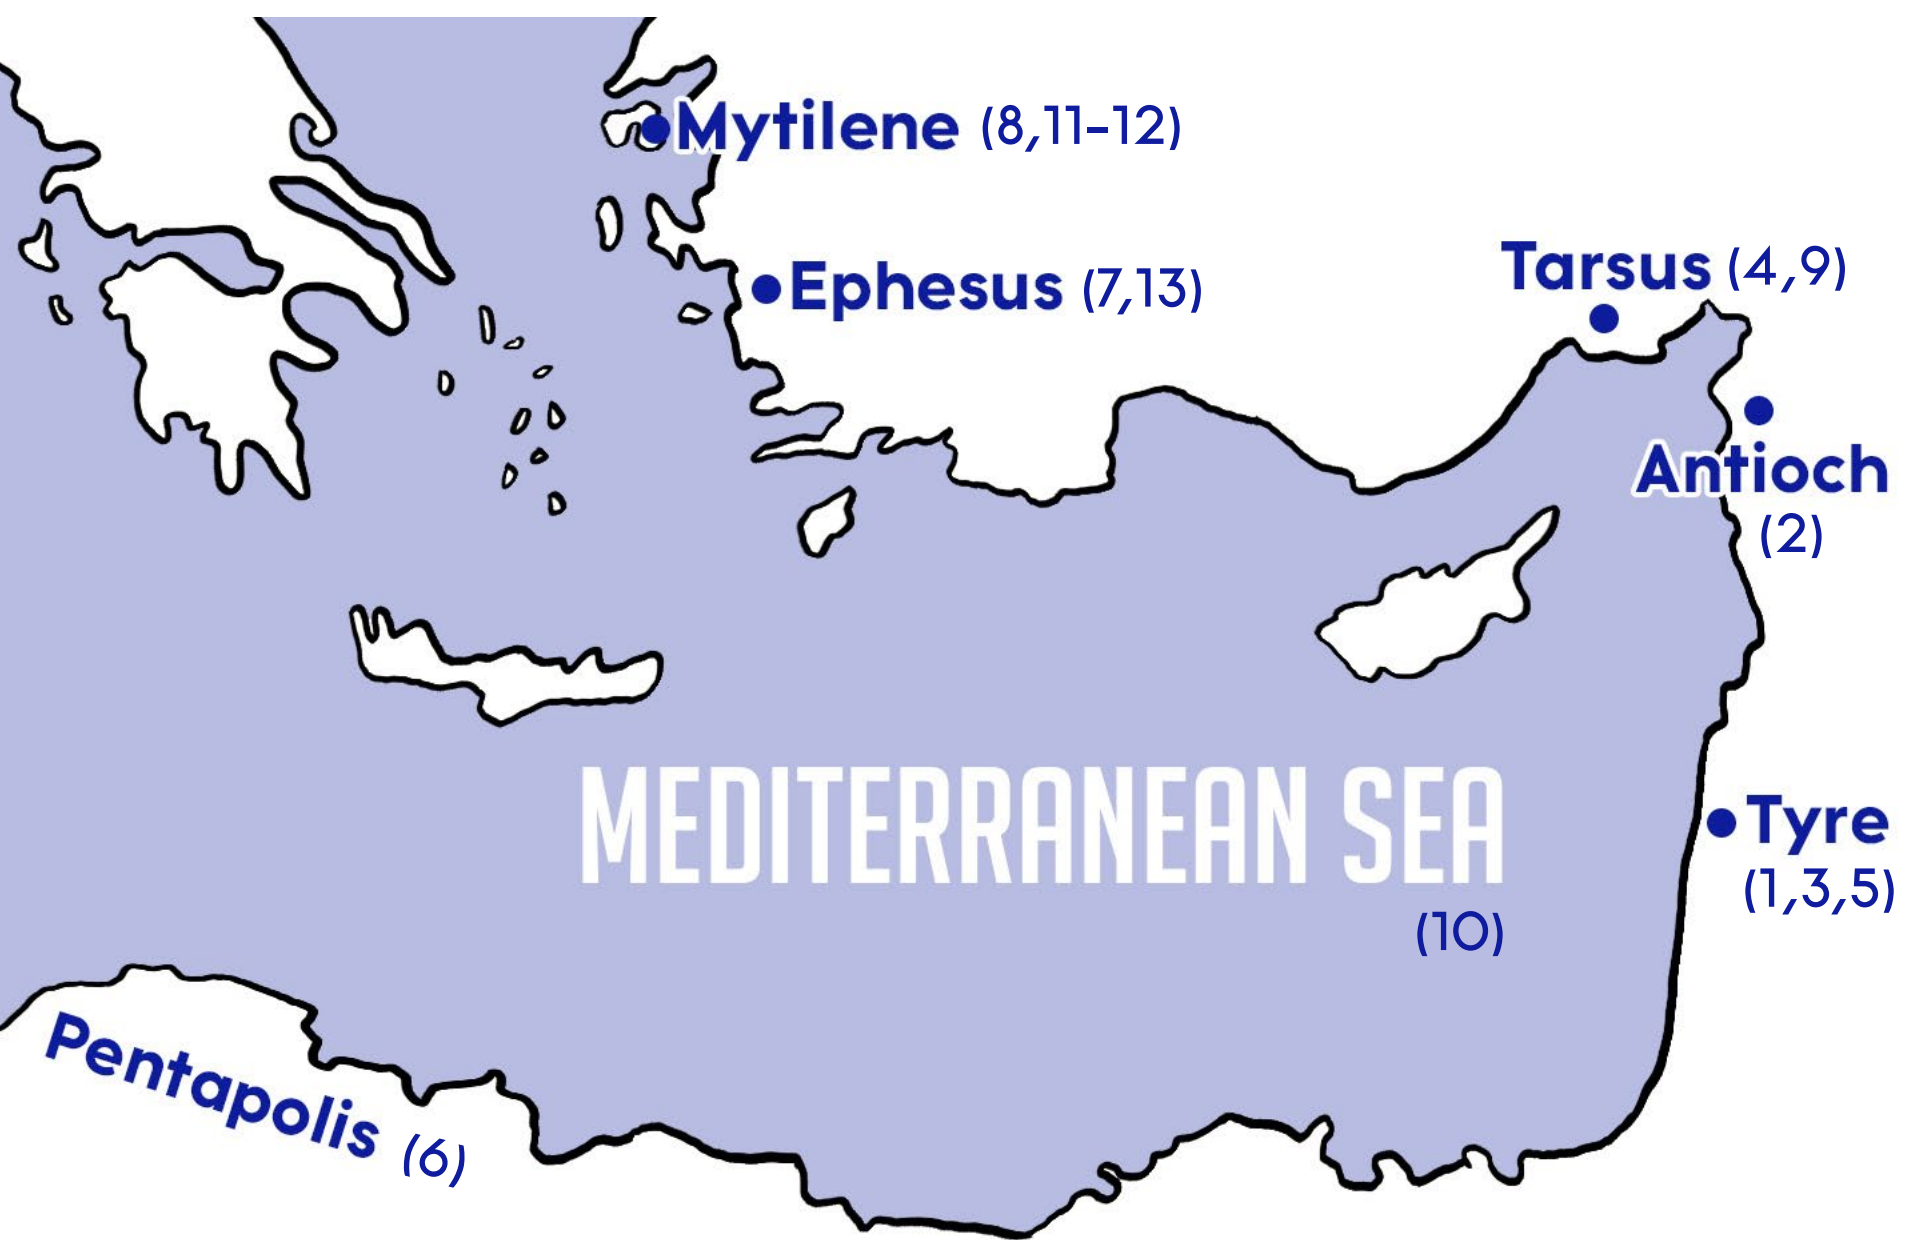 Mytilene (8,11-12)
Tarsus (4,9)
Ephesus (7,13)
Antioch
(2)
MEDITERRANEAN SEA
(10)
Tyre
(1,3,5)
Pentapolis (6)